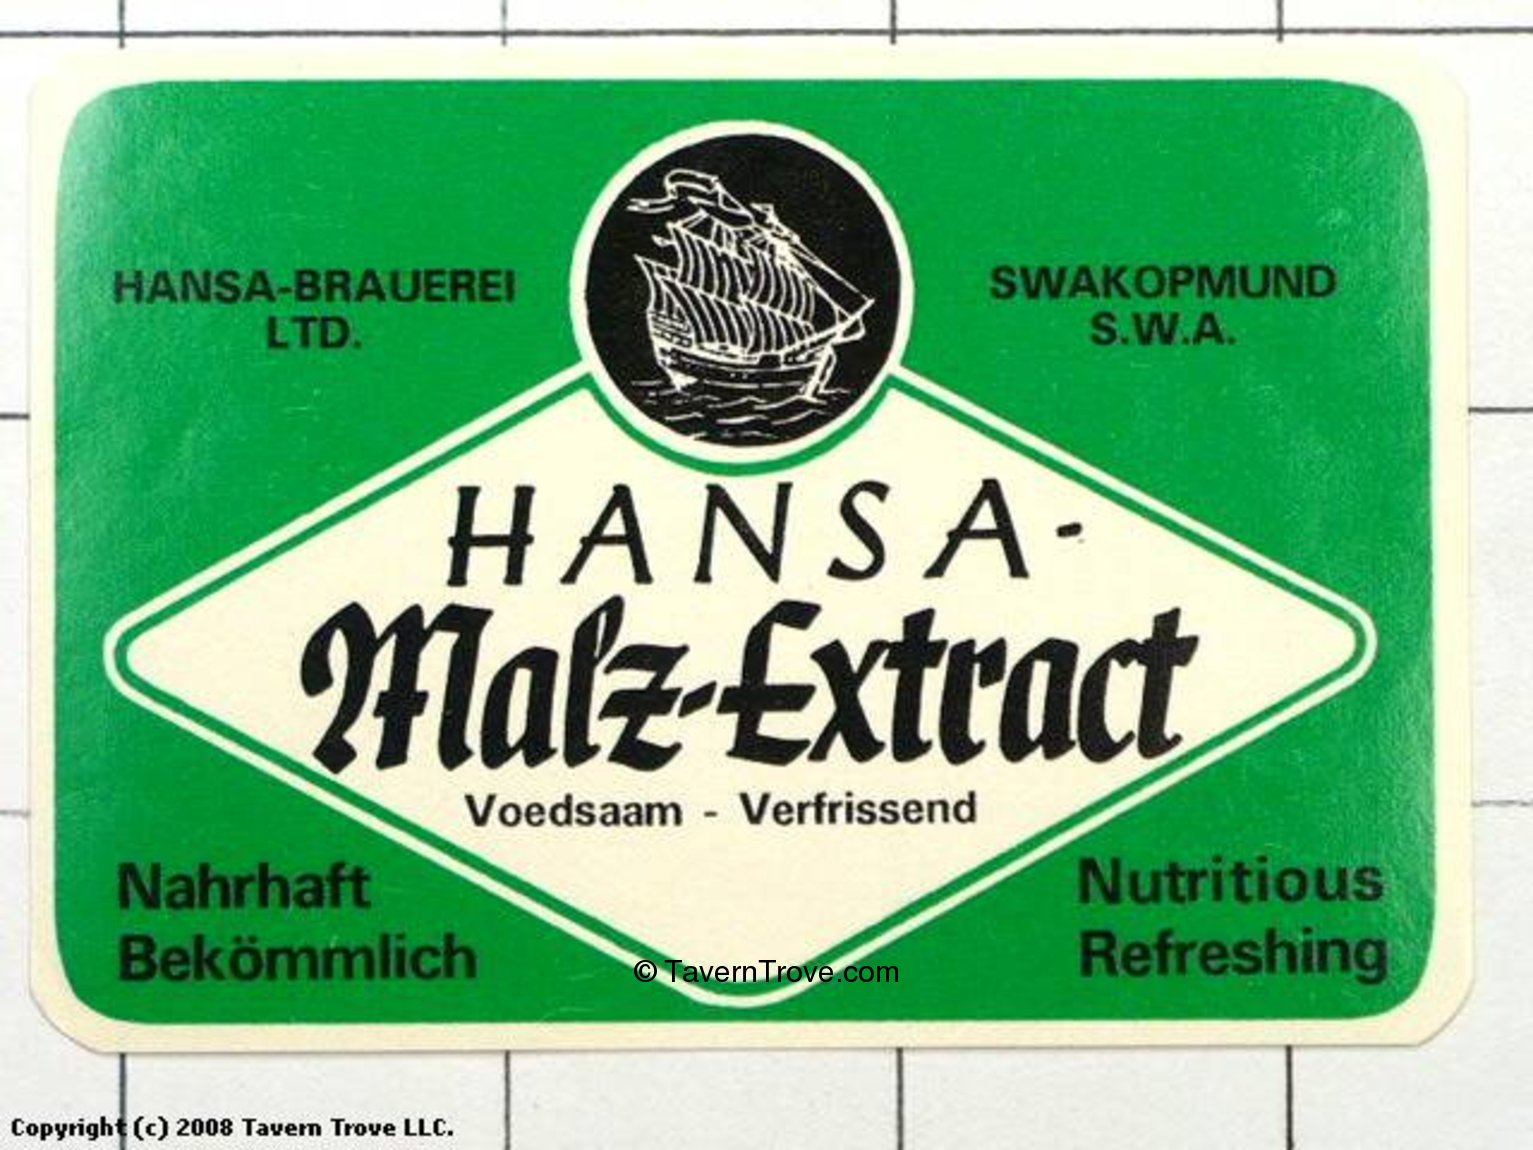 HANSA-BRAUEREI
LTD.
SWAKOPMUND
S.W.A.
HANSA-
Malz-Extract
Voedsaam - Verfrissend
Nahrhaft
Bekömmlich
Nutritious
Refreshing
© TavernTrove.com
Copyright (c) 2008 Tavern Trove LLC.